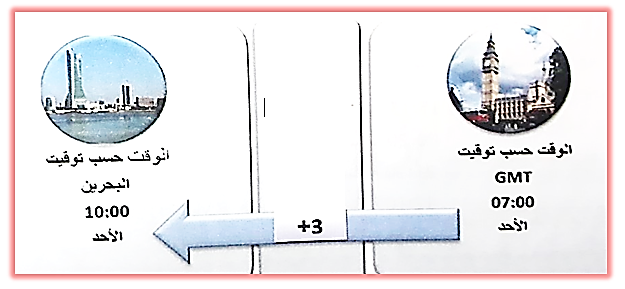 الوقت حسب توقيت
GMT
07:00
الأحد
+3
الوقت حسب توقيت
البحرين
10:00
الأحد